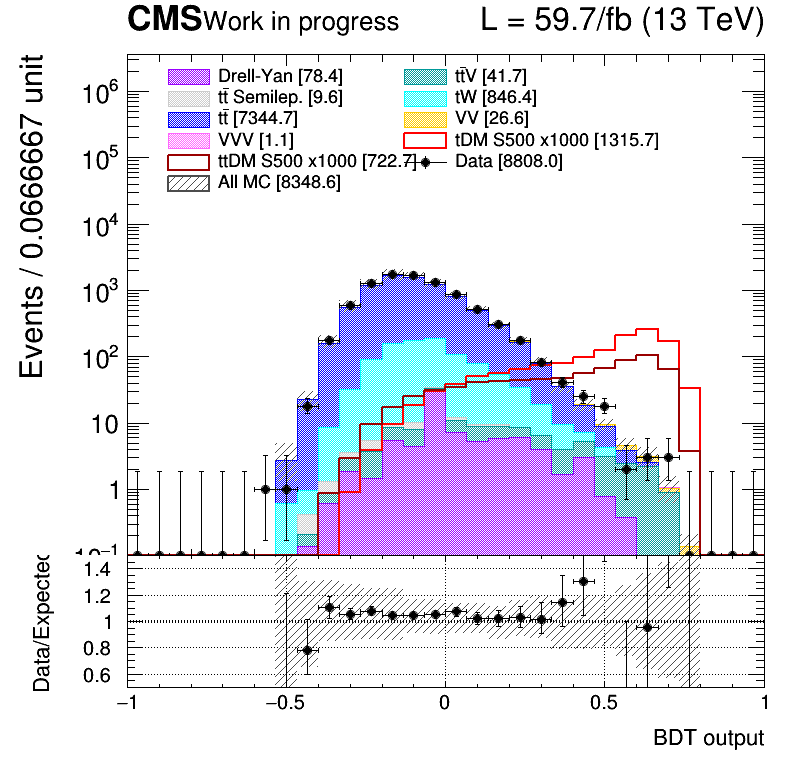 CMS Work in progress L = 59.7/fb (13 TeV)
Events / 0.0666667 unit
Drell-Yan [78.4] tt̄V [41.7]
tt̄ Semilep. [9.6] tW [846.4]
tt̄ [7344.7] VV [26.6]
VVV [1.1] tDM S500 x1000 [1315.7]
ttDM S500 x1000 [722.7] Data [8808.0]
All MC [8348.6]
10⁶
10⁵
10⁴
10³
10²
10
1
10⁻¹
Data/Expected
1.4
1.2
1
0.8
0.6
−1 −0.5 0 0.5 1
BDT output